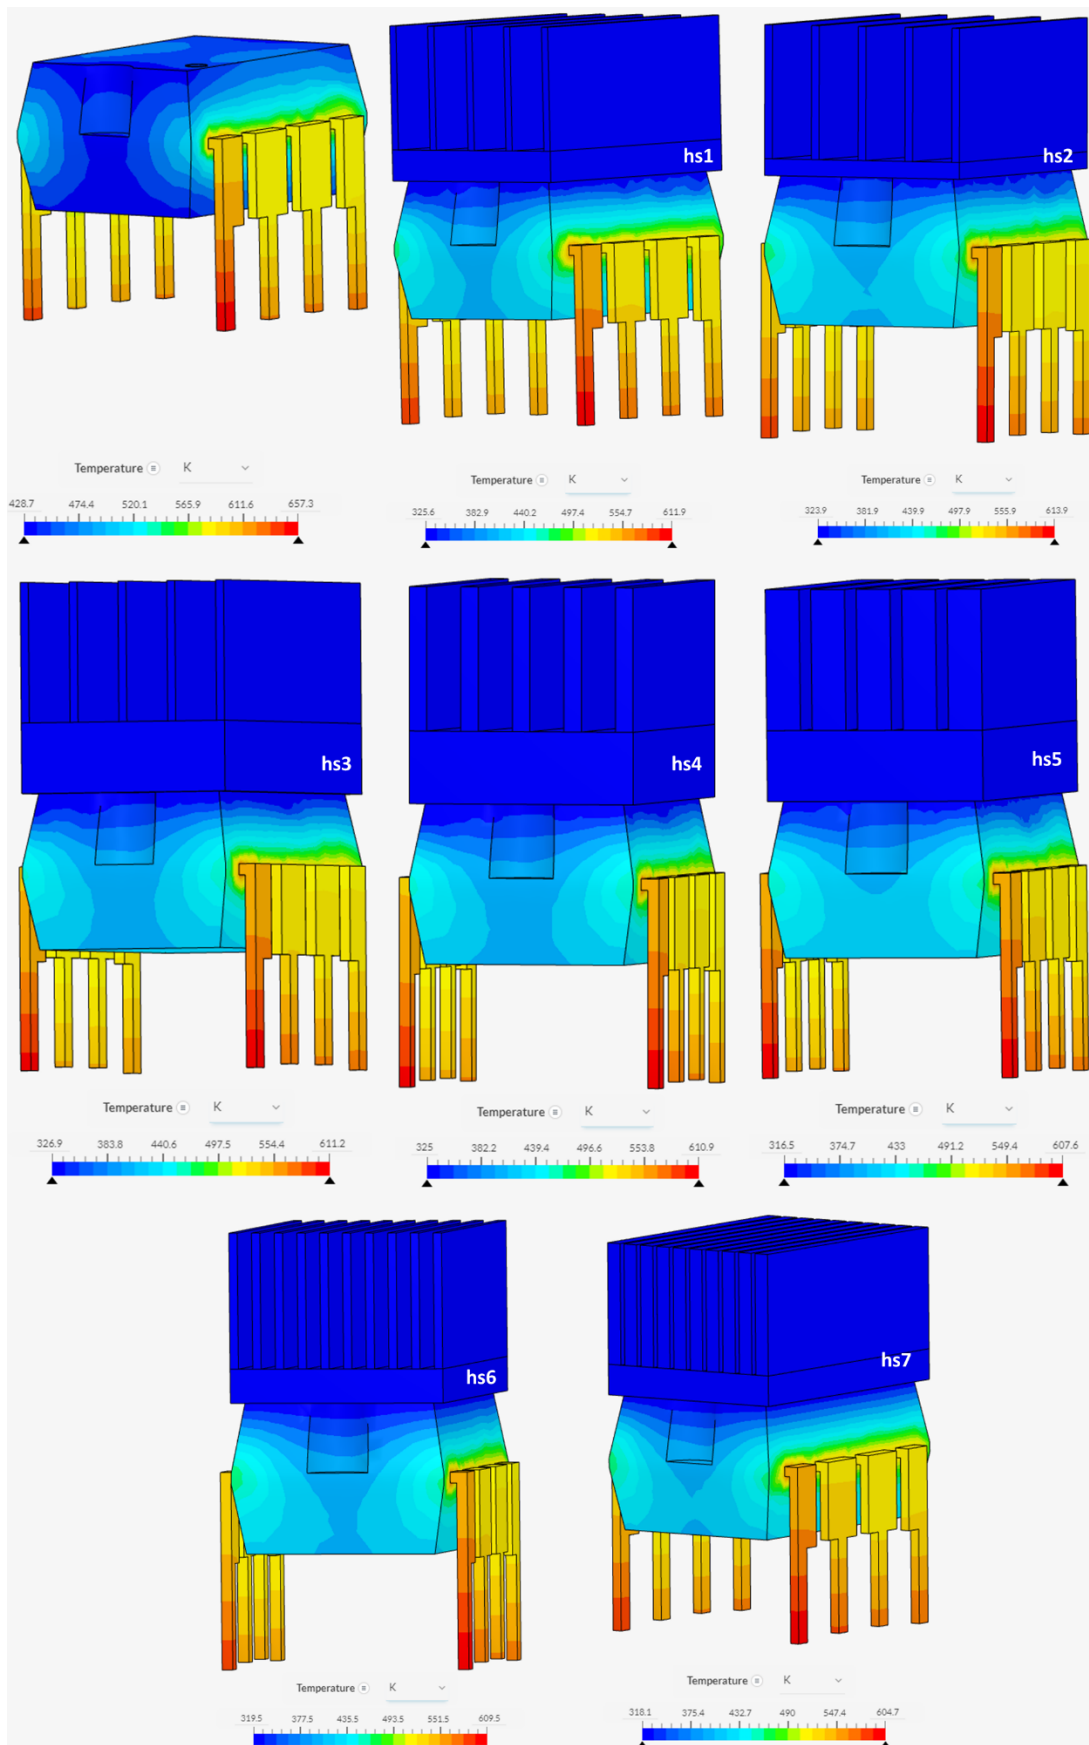 hs1
hs2
Temperature K
428.7 474.4 520.1 565.9 611.6 657.3
Temperature K
325.6 382.9 440.2 497.4 554.7 611.9
Temperature K
323.9 381.9 439.9 497.9 555.9 613.9
hs3
hs4
hs5
Temperature K
326.9 383.8 440.6 497.5 554.4 611.2
Temperature K
325 382.2 439.4 496.6 553.8 610.9
Temperature K
316.5 374.7 433 491.2 549.4 607.6
hs6
hs7
Temperature K
319.5 377.5 435.5 493.5 551.5 609.5
Temperature K
318.1 375.4 432.7 490 547.4 604.7